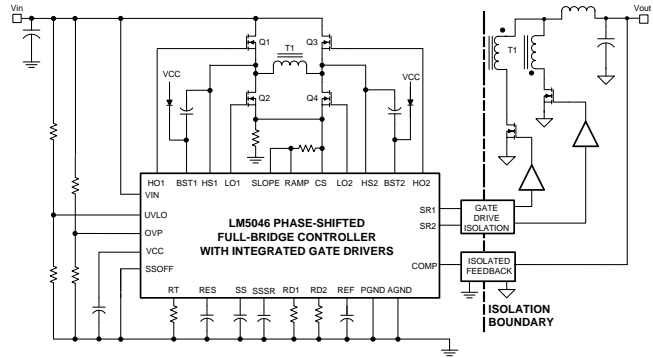 Vin
Vout
Q1
Q3
T1
T1
VCC
VCC
Q2
Q4
HO1 BST1 HS1 LO1 SLOPE RAMP CS LO2 HS2 BST2 HO2
VIN
UVLO
OVP
VCC
SSOFF
LM5046 PHASE-SHIFTED
FULL-BRIDGE CONTROLLER
WITH INTEGRATED GATE DRIVERS
SR1
SR2
COMP
GATE
DRIVE
ISOLATION
ISOLATED
FEEDBACK
RT RES SS SSSR RD1 RD2 REF PGND AGND
ISOLATION
BOUNDARY